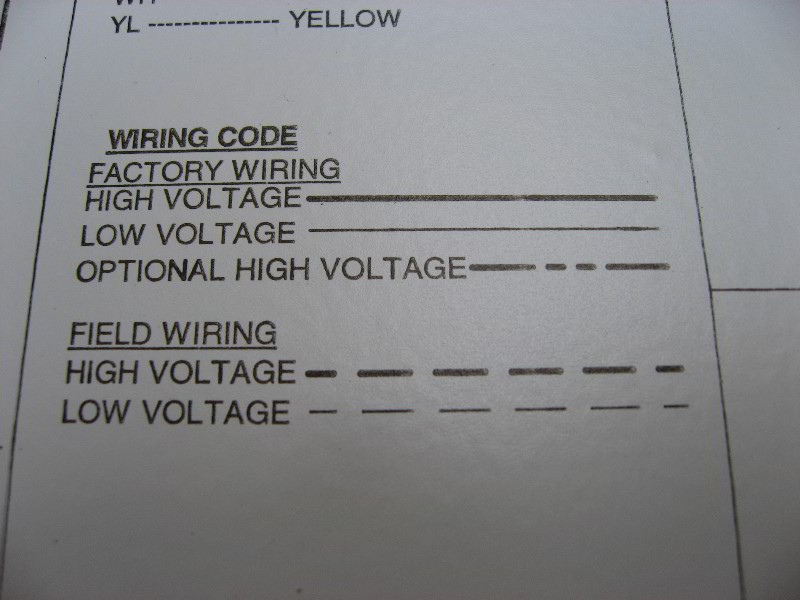 YL --------------- YELLOW
WIRING CODE
FACTORY WIRING
HIGH VOLTAGE
LOW VOLTAGE
OPTIONAL HIGH VOLTAGE
FIELD WIRING
HIGH VOLTAGE
LOW VOLTAGE